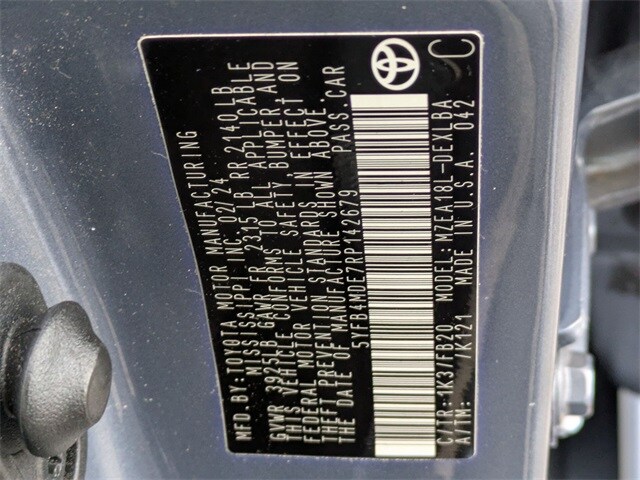 MFD.BY: TOYOTA MOTOR MANUFACTURING
MISSISSIPPI, INC. 02/24
GVWR 3925LB GAWR FR 2315LB RR 2140LB
THIS VEHICLE CONFORMS TO ALL APPLICABLE
FEDERAL MOTOR VEHICLE SAFETY, BUMPER, AND
THEFT PREVENTION STANDARDS IN EFFECT ON
THE DATE OF MANUFACTURE SHOWN ABOVE.
5YFB4MDE7RP142679 PASS.CAR
C/TR: 1K3 /FB20 MODEL: MZEA18L-DEXLBA
A/TM: /K121 MADE IN U.S.A. 042
C